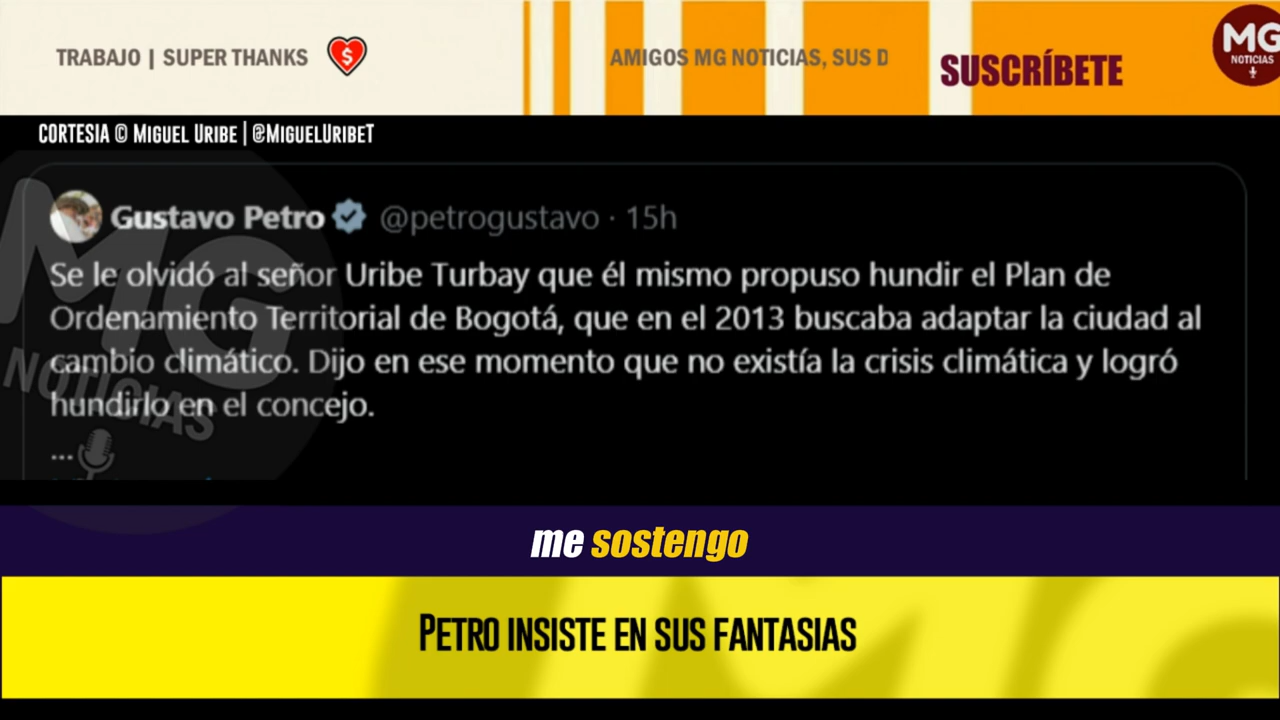 TRABAJO | SUPER THANKS
AMIGOS MG NOTICIAS, SUS D
SUSCRÍBETE
MG
NOTICIAS
CORTESIA © MIGUEL URIBE | @MIGUELURIBET
Gustavo Petro @petrogustavo · 15h
Se le olvidó al señor Uribe Turbay que él mismo propuso hundir el Plan de
Ordenamiento Territorial de Bogotá, que en el 2013 buscaba adaptar la ciudad al
cambio climático. Dijo en ese momento que no existía la crisis climática y logró
hundirlo en el concejo.
...
MG
NOTICIAS
me sostengo
PETRO INSISTE EN SUS FANTASIAS